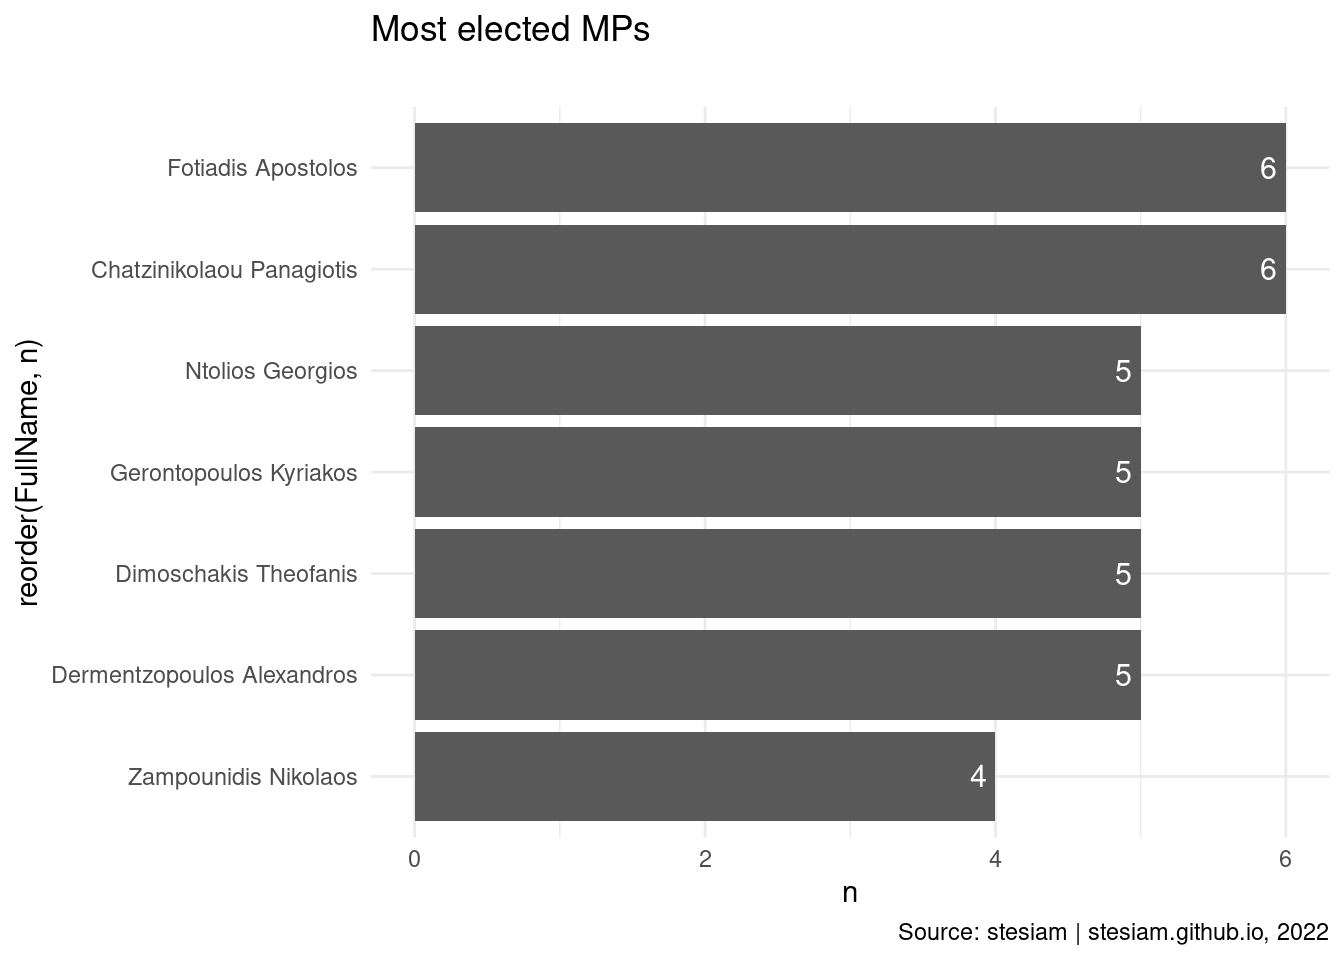 Most elected MPs
reorder(FullName, n)
Fotiadis Apostolos
6
Chatzinikolaou Panagiotis
6
Ntolios Georgios
5
Gerontopoulos Kyriakos
5
Dimoschakis Theofanis
5
Dermentzopoulos Alexandros
5
Zampounidis Nikolaos
4
0 2 4 6
n
Source: stesiam | stesiam.github.io, 2022